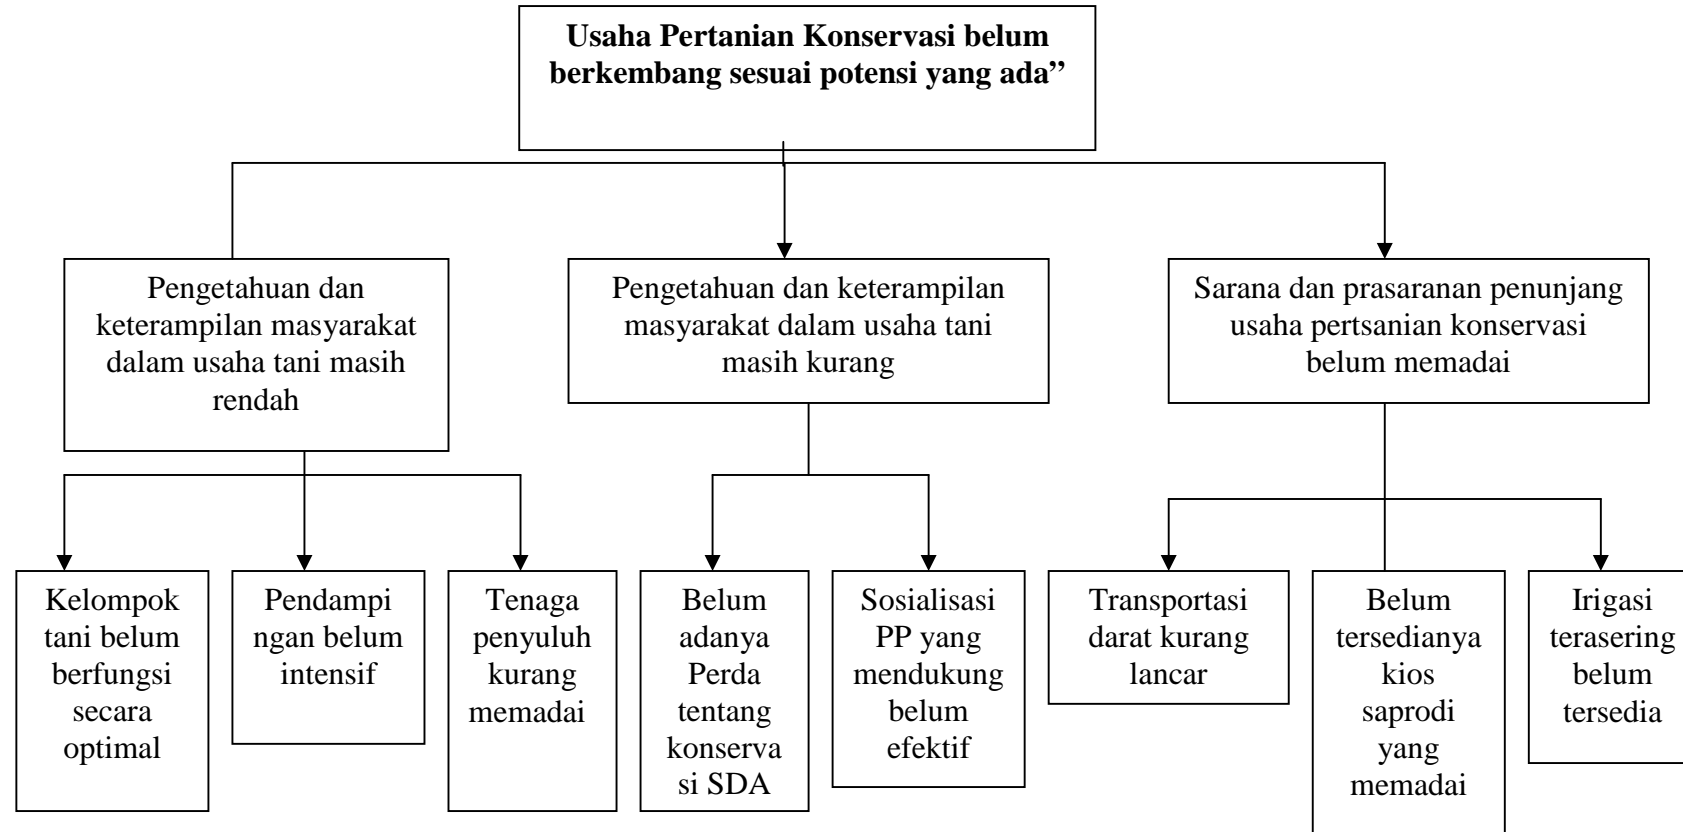 Usaha Pertanian Konservasi belum
berkembang sesuai potensi yang ada”
Pengetahuan dan
keterampilan masyarakat
dalam usaha tani masih
rendah
Pengetahuan dan keterampilan
masyarakat dalam usaha tani
masih kurang
Sarana dan prasaranan penunjang
usaha pertsanian konservasi
belum memadai
Kelompok
tani belum
berfungsi
secara
optimal
Pendampi
ngan belum
intensif
Tenaga
penyuluh
kurang
memadai
Belum
adanya
Perda
tentang
konserva
si SDA
Sosialisasi
PP yang
mendukung
belum
efektif
Transportasi
darat kurang
lancar
Belum
tersedianya
kios
saprodi
yang
memadai
Irigasi
terasering
belum
tersedia